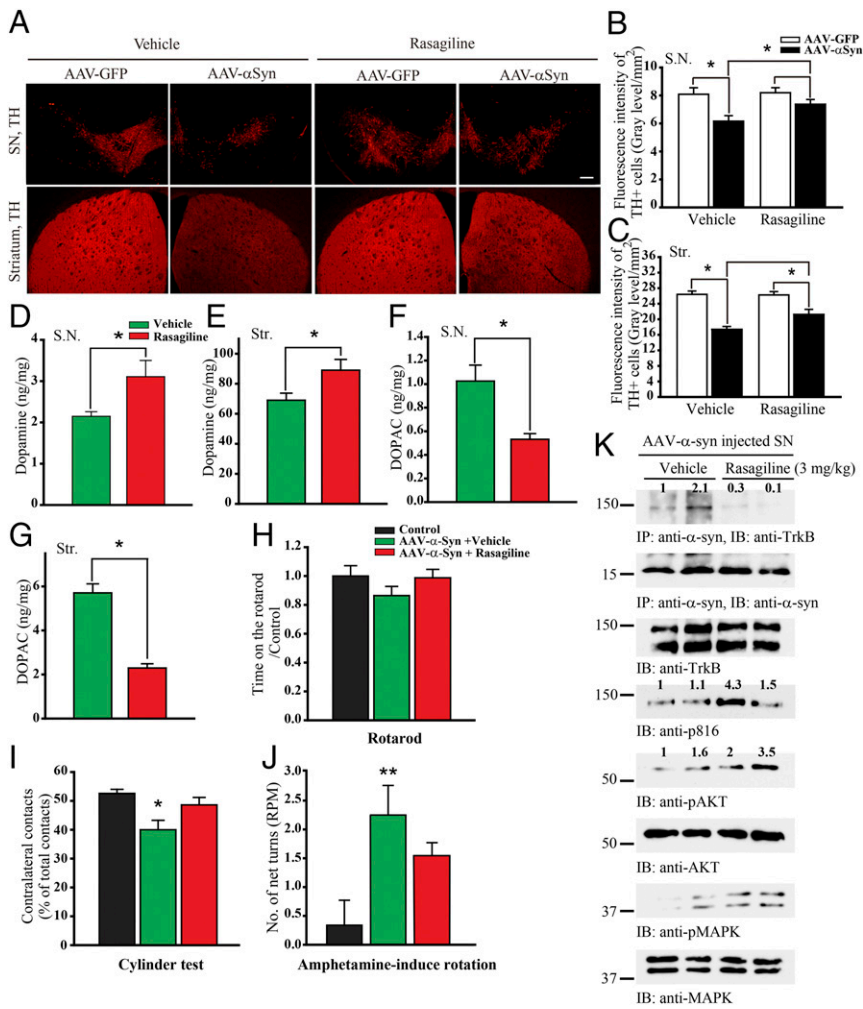 A
Vehicle
Rasagiline
AAV-GFP
AAV-αSyn
AAV-GFP
AAV-αSyn
SN, TH
Striatum, TH
B
AAV-GFP
AAV-αSyn
S.N.
*
*
Fluorescence intensity of
TH+ cells (Gray level/mm²)
10
8
6
4
2
0
Vehicle
Rasagiline
C
Str.
*
*
Fluorescence intensity of
TH+ cells (Gray level/mm²)
36
32
28
24
20
16
12
8
4
0
Vehicle
Rasagiline
D
S.N.
Vehicle
Rasagiline
*
Dopamine (ng/mg)
4
3
2
1
0
E
Str.
*
Dopamine (ng/mg)
100
80
60
40
20
0
F
S.N.
*
DOPAC (ng/mg)
1.4
1.2
1.0
0.8
0.6
0.4
0.2
0.0
G
Str.
*
DOPAC (ng/mg)
8
6
4
2
0
H
Control
AAV-α-Syn +Vehicle
AAV-α-Syn + Rasagiline
Time on the rotarod
/Control
1.2
1.0
0.8
0.6
0.4
0.2
0.0
Rotarod
I
*
Contralateral contacts
(% of total contacts)
60
50
40
30
20
10
0
Cylinder test
J
**
No. of net turns (RPM)
3.0
2.5
2.0
1.5
1.0
0.5
0.0
Amphetamine-induce rotation
K
AAV-α-syn injected SN
Vehicle
Rasagiline (3 mg/kg)
1 2.1 0.3 0.1
150
IP: anti-α-syn, IB: anti-TrkB
15
IP: anti-α-syn, IB: anti-α-syn
150
IB: anti-TrkB
1 1.1 4.3 1.5
150
IB: anti-p816
1 1.6 2 3.5
50
IB: anti-pAKT
50
IB: anti-AKT
37
IB: anti-pMAPK
37
IB: anti-MAPK